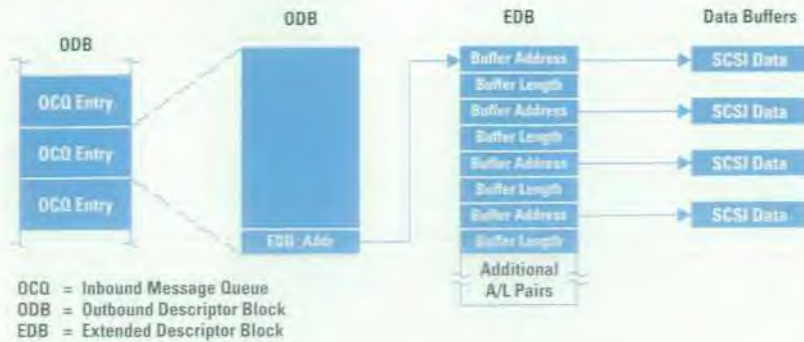 ODB
ODB
EDB
Data Buffers
OCQ Entry
OCQ Entry
OCQ Entry
EDB Addr
Buffer Address
Buffer Length
Buffer Address
Buffer Length
Buffer Address
Buffer Length
Buffer Address
Buffer Length
Additional
A/L Pairs
SCSI Data
SCSI Data
SCSI Data
SCSI Data
OCQ = Inbound Message Queue
ODB = Outbound Descriptor Block
EDB = Extended Descriptor Block